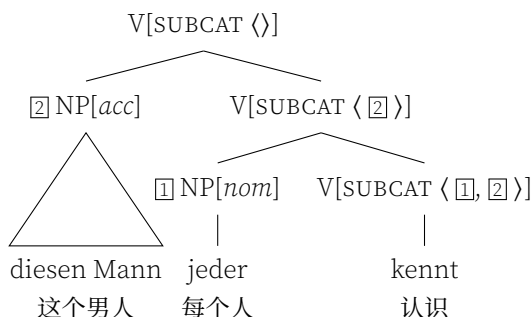 V[SUBCAT ⟨⟩]
[2] NP[acc] V[SUBCAT ⟨ [2] ⟩]
[1] NP[nom] V[SUBCAT ⟨ [1], [2] ⟩]
diesen Mann jeder kennt
这个男人 每个人 认识